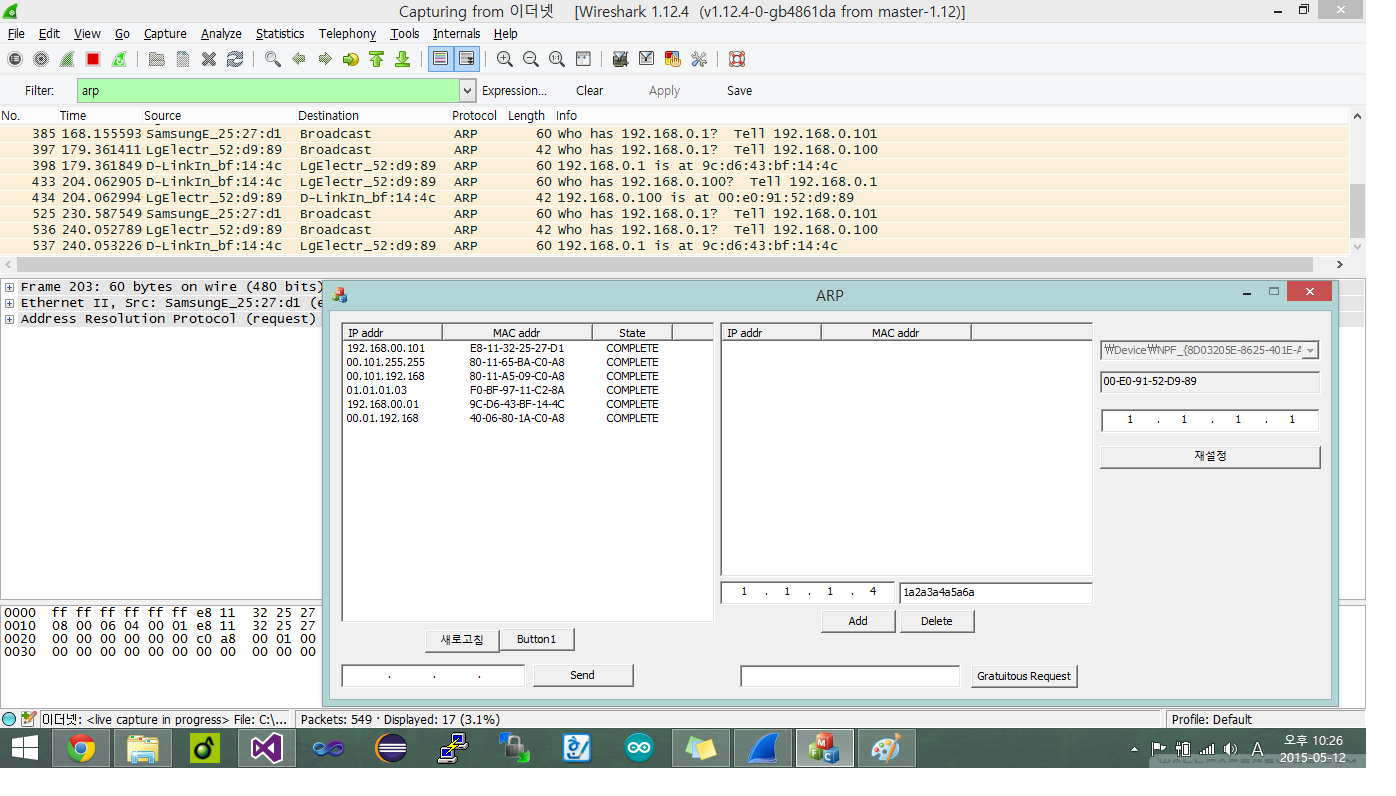 Capturing from 이더넷 [Wireshark 1.12.4 (v1.12.4-0-gb4861da from master-1.12)]
File Edit View Go Capture Analyze Statistics Telephony Tools Internals Help
Filter: arp Expression... Clear Apply Save
No. Time Source Destination Protocol Length Info
385 168.155593 SamsungE_25:27:d1 Broadcast ARP 60 Who has 192.168.0.1? Tell 192.168.0.101
397 179.361411 LgElectr_52:d9:89 Broadcast ARP 42 Who has 192.168.0.1? Tell 192.168.0.100
398 179.361849 D-LinkIn_bf:14:4c LgElectr_52:d9:89 ARP 60 192.168.0.1 is at 9c:d6:43:bf:14:4c
433 204.062905 D-LinkIn_bf:14:4c LgElectr_52:d9:89 ARP 60 Who has 192.168.0.100? Tell 192.168.0.1
434 204.062994 LgElectr_52:d9:89 D-LinkIn_bf:14:4c ARP 42 192.168.0.100 is at 00:e0:91:52:d9:89
525 230.587549 SamsungE_25:27:d1 Broadcast ARP 60 Who has 192.168.0.1? Tell 192.168.0.101
536 240.052789 LgElectr_52:d9:89 Broadcast ARP 42 Who has 192.168.0.1? Tell 192.168.0.100
537 240.053226 D-LinkIn_bf:14:4c LgElectr_52:d9:89 ARP 60 192.168.0.1 is at 9c:d6:43:bf:14:4c
Frame 203: 60 bytes on wire (480 bits)
Ethernet II, Src: SamsungE_25:27:d1 (e
Address Resolution Protocol (request)
0000 ff ff ff ff ff ff e8 11 32 25 27
0010 08 00 06 04 00 01 e8 11 32 25 27
0020 00 00 00 00 00 00 c0 a8 00 01 00
0030 00 00 00 00 00 00 00 00 00 00 00
ARP
IP addr MAC addr State
192.168.00.101 E8-11-32-25-27-D1 COMPLETE
00.101.255.255 80-11-65-BA-C0-A8 COMPLETE
00.101.192.168 80-11-A5-09-C0-A8 COMPLETE
01.01.01.03 F0-BF-97-11-C2-8A COMPLETE
192.168.00.01 9C-D6-43-BF-14-4C COMPLETE
00.01.192.168 40-06-80-1A-C0-A8 COMPLETE
새로고침 Button1
. . . Send
IP addr MAC addr
1 . 1 . 1 . 4 1a2a3a4a5a6a
Add Delete
Gratuitous Request
₩Device₩NPF_{8D03205E-8625-401E-A
00-E0-91-52-D9-89
1 . 1 . 1 . 1
재설정
이더넷: <live capture in progress> File: C:\... Packets: 549 · Displayed: 17 (3.1%) Profile: Default
A 오후 10:26
2015-05-12